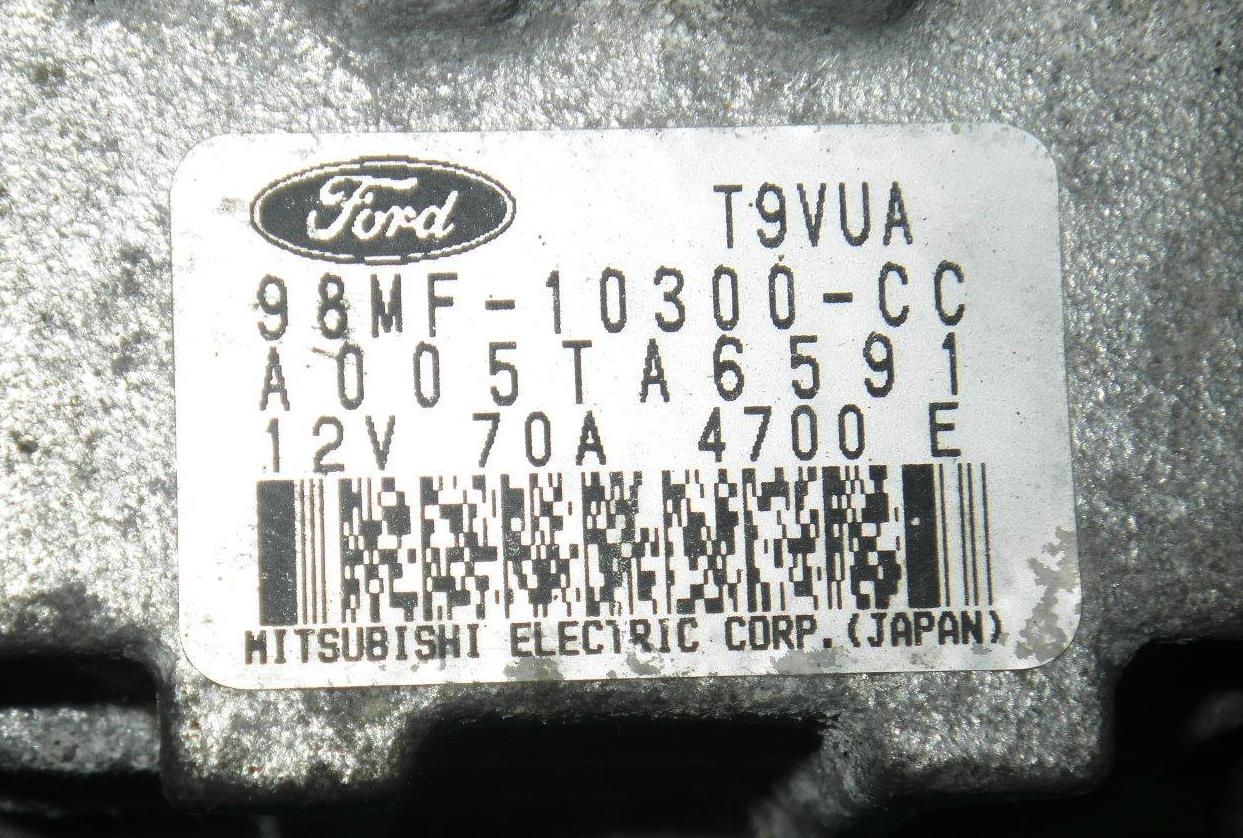 Ford T9VUA
98MF-10300-CC
A005TA6591
12V 70A 4700 E
MITSUBISHI ELECTRIC CORP.(JAPAN)